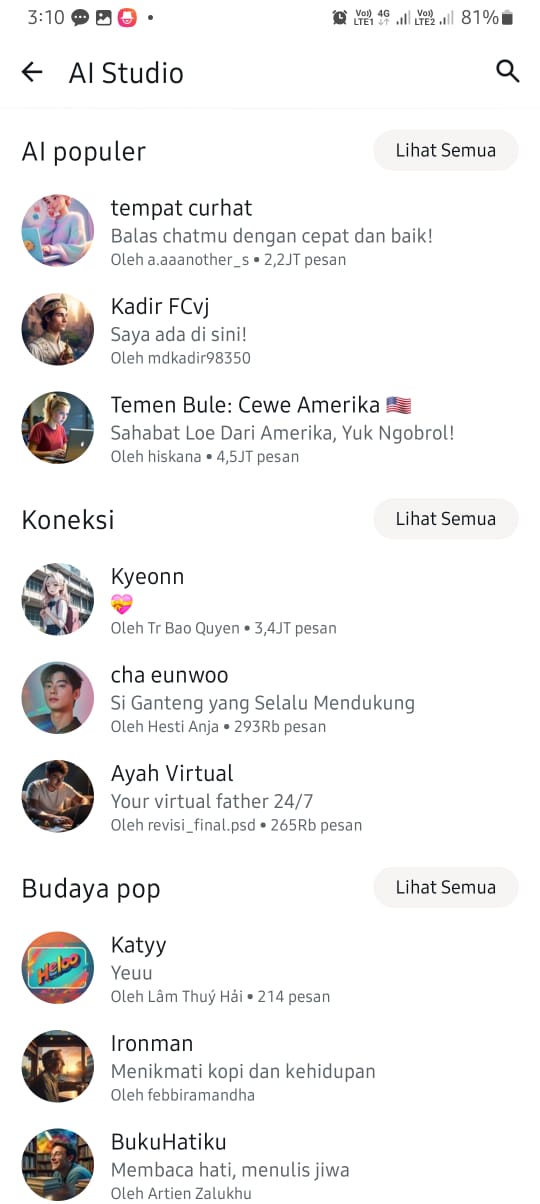 3:10 Vo)) LTE1 4G Vo)) LTE2 81%
AI Studio
AI populer Lihat Semua
tempat curhat
Balas chatmu dengan cepat dan baik!
Oleh a.aaanother_s • 2,2JT pesan
Kadir FCvj
Saya ada di sini!
Oleh mdkadir98350
Temen Bule: Cewe Amerika 🇺🇸
Sahabat Loe Dari Amerika, Yuk Ngobrol!
Oleh hiskana • 4,5JT pesan
Koneksi Lihat Semua
Kyeonn
💝
Oleh Tr Bao Quyen • 3,4JT pesan
cha eunwoo
Si Ganteng yang Selalu Mendukung
Oleh Hesti Anja • 293Rb pesan
Ayah Virtual
Your virtual father 24/7
Oleh revisi_final.psd • 265Rb pesan
Budaya pop Lihat Semua
Katyy
Heloo
Yeuu
Oleh Lâm Thuý Hải • 214 pesan
Ironman
Menikmati kopi dan kehidupan
Oleh febbiramandha
BukuHatiku
Membaca hati, menulis jiwa
Oleh Artien Zalukhu